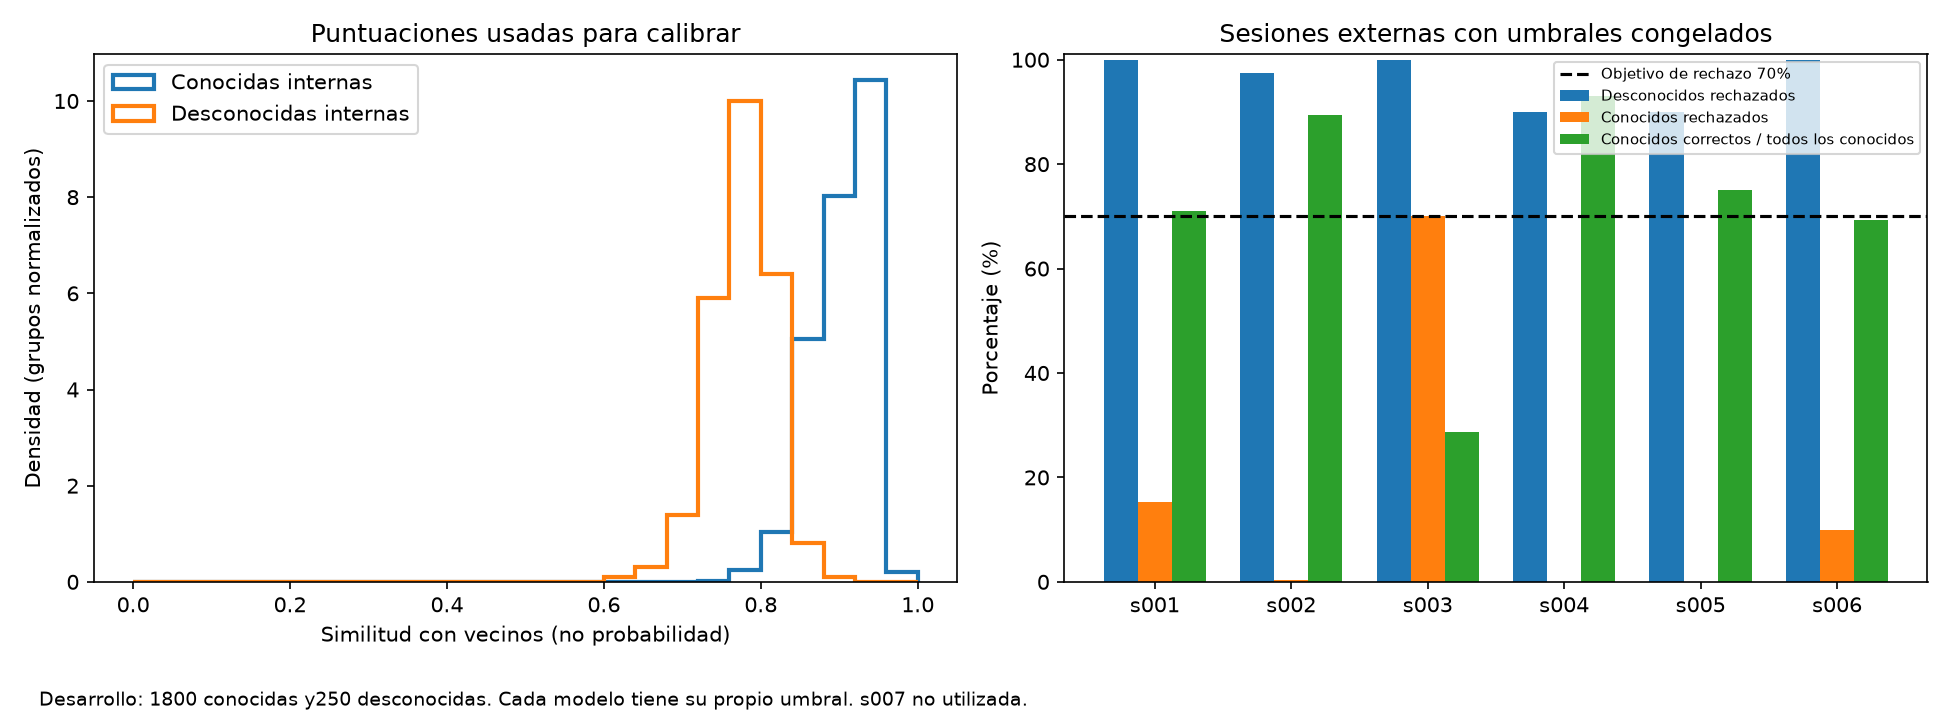 Puntuaciones usadas para calibrar
Conocidas internas
Desconocidas internas
Densidad (grupos normalizados)
10
8
6
4
2
0
0.0 0.2 0.4 0.6 0.8 1.0
Similitud con vecinos (no probabilidad)
Sesiones externas con umbrales congelados
Objetivo de rechazo 70%
Desconocidos rechazados
Conocidos rechazados
Conocidos correctos / todos los conocidos
Porcentaje (%)
100
80
60
40
20
0
s001 s002 s003 s004 s005 s006
Desarrollo: 1800 conocidas y250 desconocidas. Cada modelo tiene su propio umbral. s007 no utilizada.